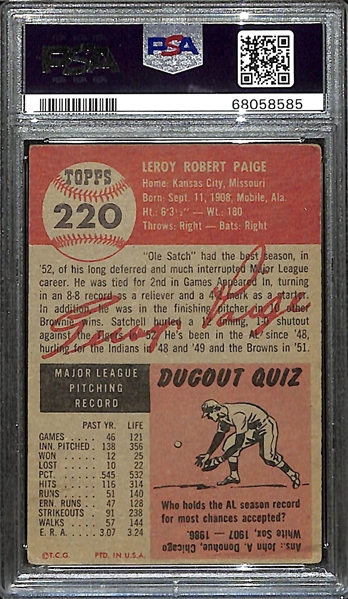 PSA
PSA
68058585
TOPPS
220
LEROY ROBERT PAIGE
Home: Kansas City, Missouri
Born: Sept. 11, 1908, Mobile, Ala.
Ht.: 6'3½" — Wt.: 180
Throws: Right — Bats: Right
"Ole Satch" had the best season, in
'52, of his long deferred and much interrupted Major League
career. He was tied for 2nd in Games Appeared In, turning
in an 8-8 record as a reliever and a 4- mark as a starter.
In addition, he was in the finishing pitcher in 10 other
Brownie wins. Satchell hurled a inning, 1-0 shutout
against the Tigers in '52. He's been in the AL since '48,
hurling for the Indians in '48 and '49 and the Browns in '51.
MAJOR LEAGUE
PITCHING
RECORD
PAST YR. LIFE
GAMES 46 121
INN. PITCHED 138 356
WON 12 25
LOST 10 22
PCT. .545 .532
HITS 116 314
RUNS 51 140
ERN. RUNS 47 128
STRIKEOUTS 91 238
WALKS 57 144
E. R. A. 3.07 3.24
©T.C.G. PTD. IN U.S.A.
DUGOUT QUIZ
Who holds the AL season record
for most chances accepted?
Ans: John A. Donohue, Chicago
White Sox, 1907 — 1986.